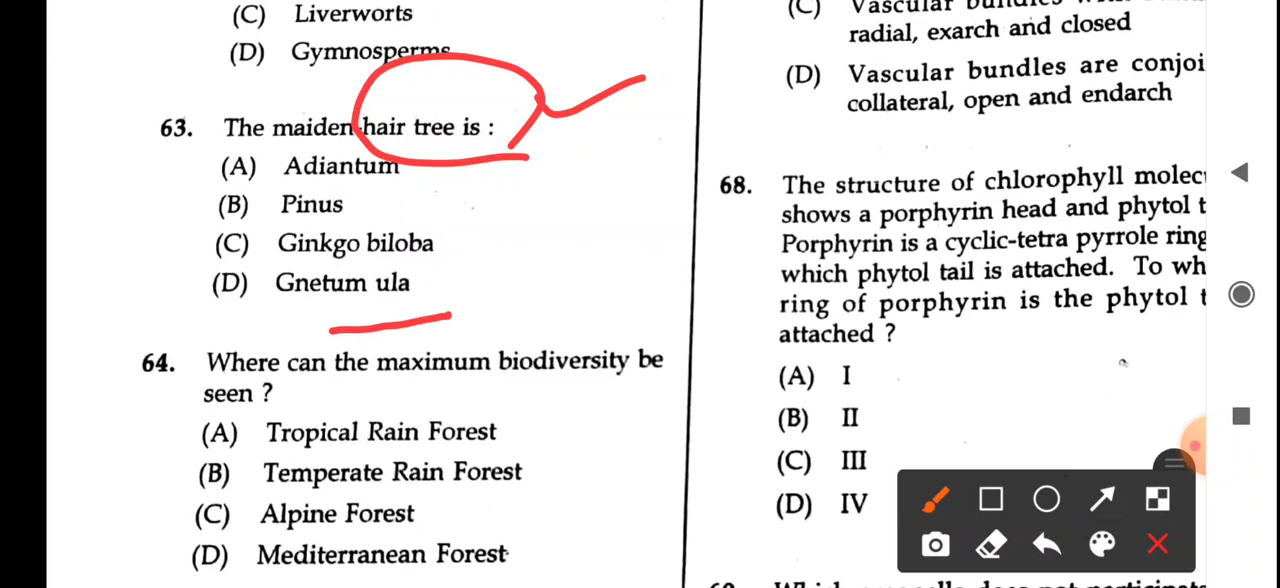 (C) Liverworts
(D) Gymnosperms
63. The maiden hair tree is :
(A) Adiantum
(B) Pinus
(C) Ginkgo biloba
(D) Gnetum ula
64. Where can the maximum biodiversity be
seen ?
(A) Tropical Rain Forest
(B) Temperate Rain Forest
(C) Alpine Forest
(D) Mediterranean Forest
(C) Vascular bundles
radial, exarch and closed
(D) Vascular bundles are conjoi
collateral, open and endarch
68. The structure of chlorophyll molec
shows a porphyrin head and phytol t
Porphyrin is a cyclic-tetra pyrrole ring
which phytol tail is attached. To wh
ring of porphyrin is the phytol t
attached ?
(A) I
(B) II
(C) III
(D) IV